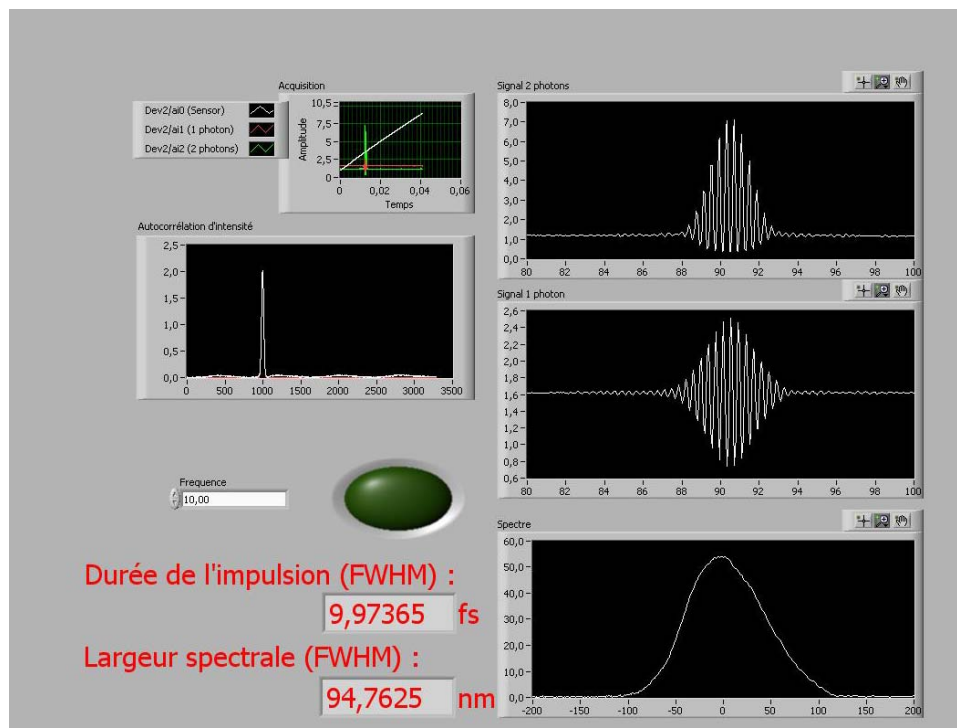 Acquisition
Dev2/ai0 (Sensor)
Dev2/ai1 (1 photon)
Dev2/ai2 (2 photons)
Amplitude
10,5
7,5
5
2,5
0
0 0,02 0,04 0,06
Temps
Autocorrélation d'intensité
2,5
2,0
1,5
1,0
0,5
0,0
0 500 1000 1500 2000 2500 3000 3500
Frequence
10,00
Durée de l'impulsion (FWHM) :
9,97365 fs
Largeur spectrale (FWHM) :
94,7625 nm
Signal 2 photons
8,0
7,0
6,0
5,0
4,0
3,0
2,0
1,0
0,0
80 82 84 86 88 90 92 94 96 98 100
Signal 1 photon
2,6
2,4
2,2
2,0
1,8
1,6
1,4
1,2
1,0
0,8
0,6
80 82 84 86 88 90 92 94 96 98 100
Spectre
60,0
50,0
40,0
30,0
20,0
10,0
0,0
-200 -150 -100 -50 0 50 100 150 200